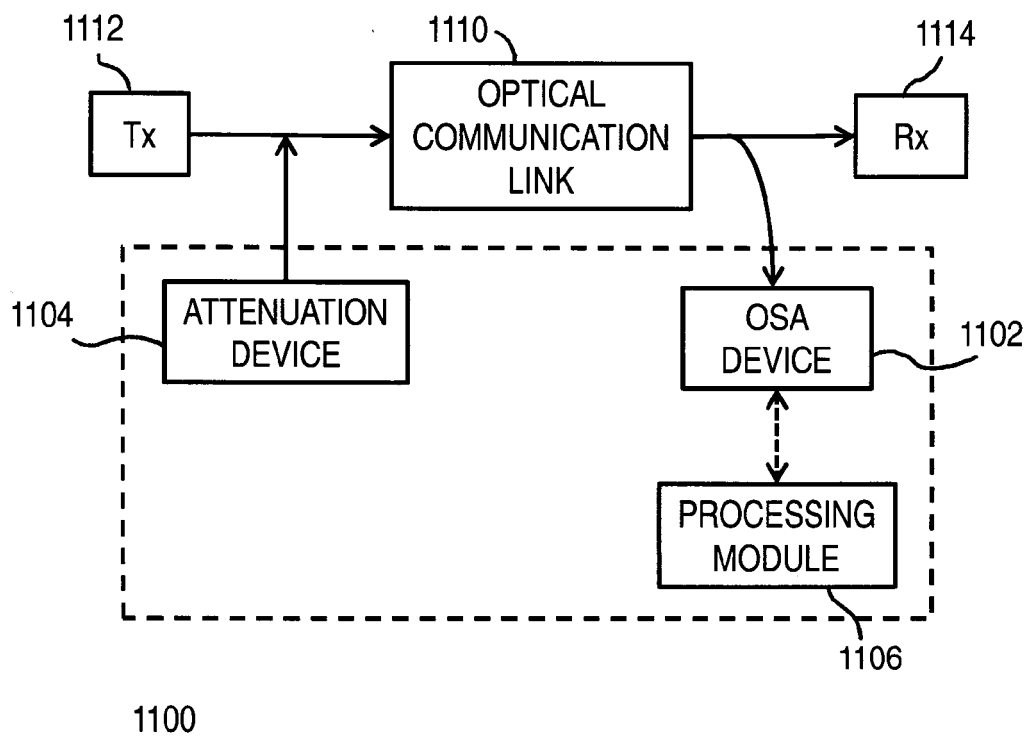 1112
1110
1114
Tx
OPTICAL
COMMUNICATION
LINK
Rx
1104
ATTENUATION
DEVICE
OSA
DEVICE
1102
PROCESSING
MODULE
1106
1100